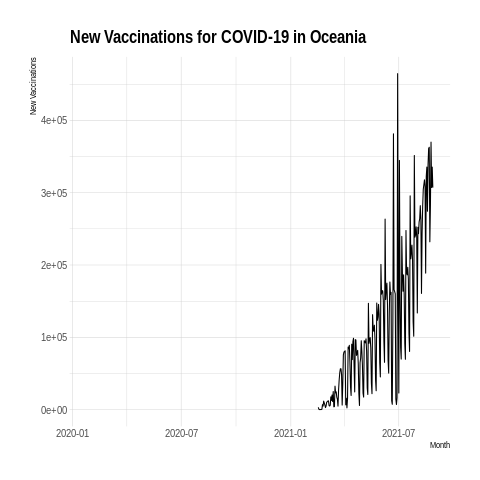 New Vaccinations for COVID-19 in Oceania
New Vaccinations
4e+05
3e+05
2e+05
1e+05
0e+00
2020-01 2020-07 2021-01 2021-07
Month